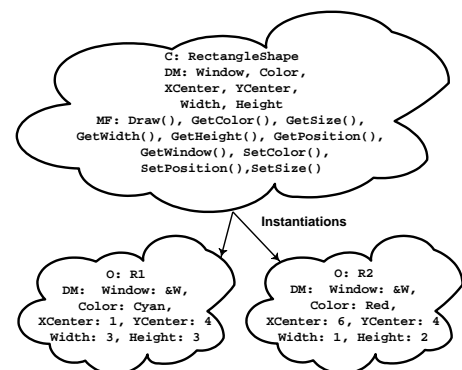 C: RectangleShape
DM: Window, Color,
XCenter, YCenter,
Width, Height
MF: Draw(), GetColor(), GetSize(),
GetWidth(), GetHeight(), GetPosition(),
GetWindow(), SetColor(),
SetPosition(),SetSize()
Instantiations
O: R1
DM: Window: &W,
Color: Cyan,
XCenter: 1, YCenter: 4
Width: 3, Height: 3
O: R2
DM: Window: &W,
Color: Red,
XCenter: 6, YCenter: 4
Width: 1, Height: 2